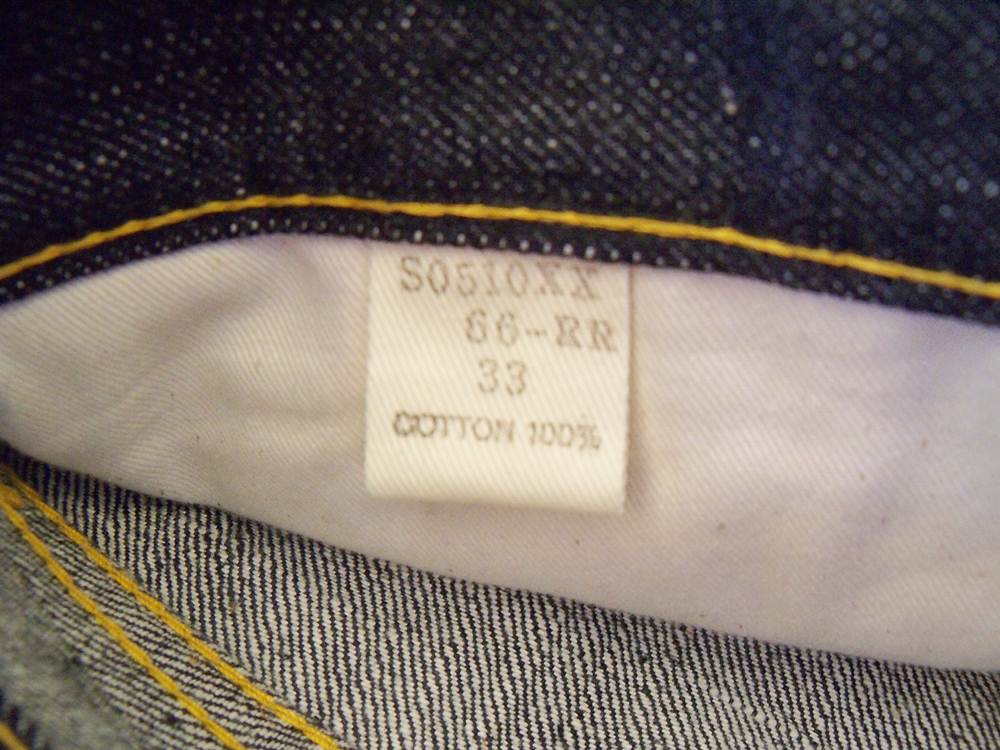 S0510XX
66-RR
33
COTTON 100%